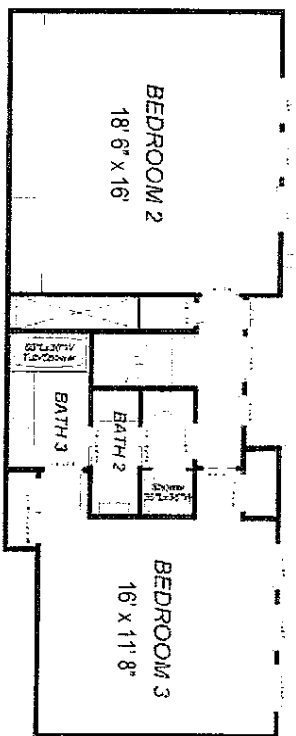 BEDROOM 2
18' 6" x 16'
BATH 3
BATH 2
BEDROOM 3
16' x 11' 8"